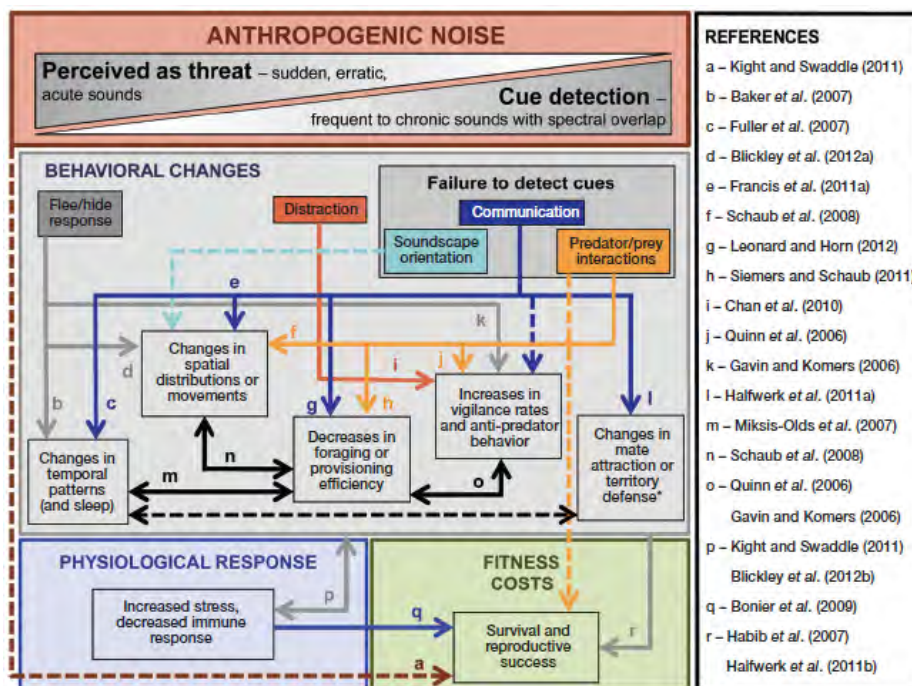 ANTHROPOGENIC NOISE
Perceived as threat – sudden, erratic,
acute sounds
Cue detection –
frequent to chronic sounds with spectral overlap
BEHAVIORAL CHANGES
Flee/hide
response
Distraction
Failure to detect cues
Communication
Soundscape
orientation
Predator/prey
interactions
e
k
f
d
i
j
b
c
g
h
l
Changes in
spatial
distributions or
movements
Increases in
vigilance rates
and anti-predator
behavior
Decreases in
foraging or
provisioning
efficiency
Changes in
mate
attraction or
territory
defense*
Changes in
temporal
patterns
(and sleep)
n
m
o
PHYSIOLOGICAL RESPONSE
Increased stress,
decreased immune
response
p
q
a
FITNESS
COSTS
Survival and
reproductive
success
r
REFERENCES
a – Kight and Swaddle (2011)
b – Baker et al. (2007)
c – Fuller et al. (2007)
d – Blickley et al. (2012a)
e – Francis et al. (2011a)
f – Schaub et al. (2008)
g – Leonard and Horn (2012)
h – Siemers and Schaub (2011)
i – Chan et al. (2010)
j – Quinn et al. (2006)
k – Gavin and Komers (2006)
l – Halfwerk et al. (2011a)
m – Miksis-Olds et al. (2007)
n – Schaub et al. (2008)
o – Quinn et al. (2006)
Gavin and Komers (2006)
p – Kight and Swaddle (2011)
Blickley et al. (2012b)
q – Bonier et al. (2009)
r – Habib et al. (2007)
Halfwerk et al. (2011b)